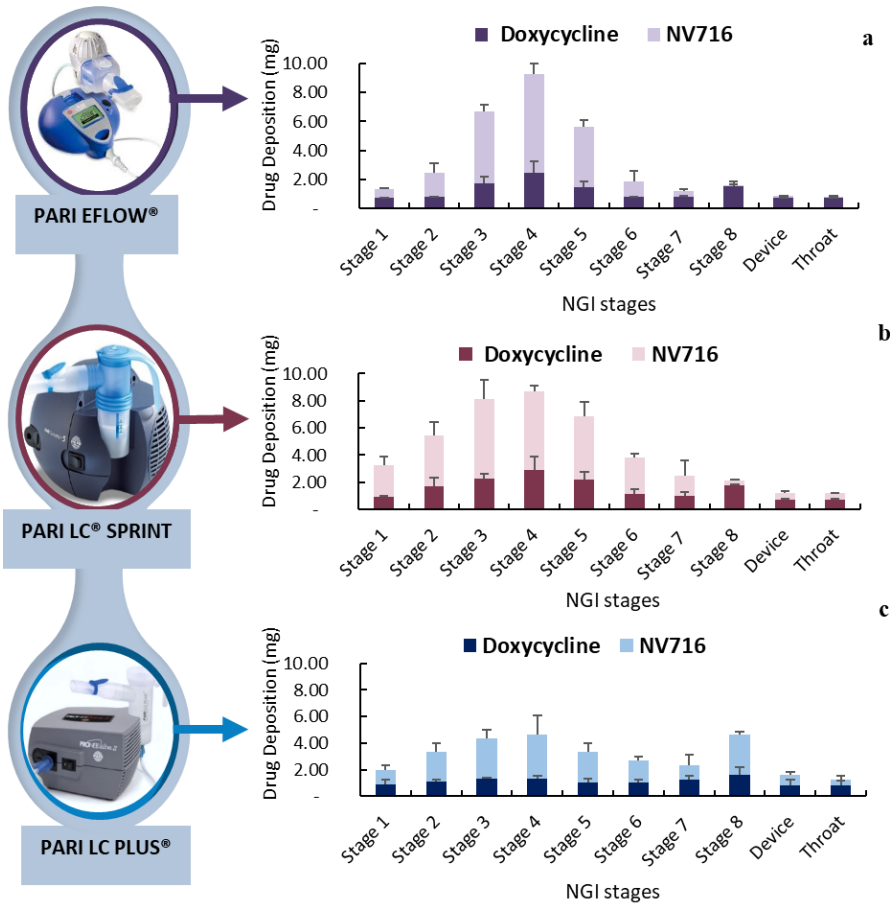 Doxycycline NV716
a
Drug Deposition (mg)
10.00
8.00
6.00
4.00
2.00
-
Stage 1
Stage 2
Stage 3
Stage 4
Stage 5
Stage 6
Stage 7
Stage 8
Device
Throat
NGI stages
PARI EFLOW®
b
Doxycycline NV716
Drug Deposition (mg)
10.00
8.00
6.00
4.00
2.00
-
Stage 1
Stage 2
Stage 3
Stage 4
Stage 5
Stage 6
Stage 7
Stage 8
Device
Throat
NGI stages
PARI LC® SPRINT
c
Doxycycline NV716
Drug Deposition (mg)
10.00
8.00
6.00
4.00
2.00
-
Stage 1
Stage 2
Stage 3
Stage 4
Stage 5
Stage 6
Stage 7
Stage 8
Device
Throat
NGI stages
PARI LC PLUS®